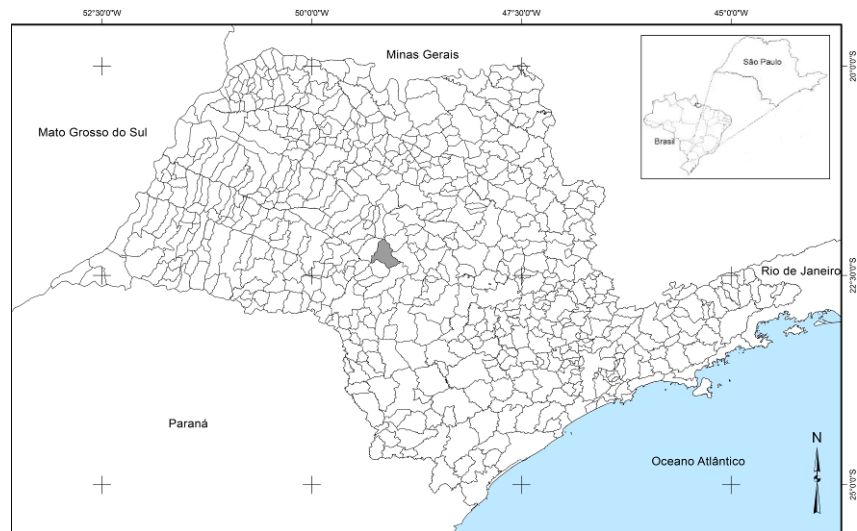 52°30'0"W
50°0'0"W
47°30'0"W
45°0'0"W
Minas Gerais
20°0'0"S
São Paulo
Mato Grosso do Sul
Brasil
22°30'0"S
Rio de Janeiro
Paraná
Oceano Atlântico
N
25°0'0"S